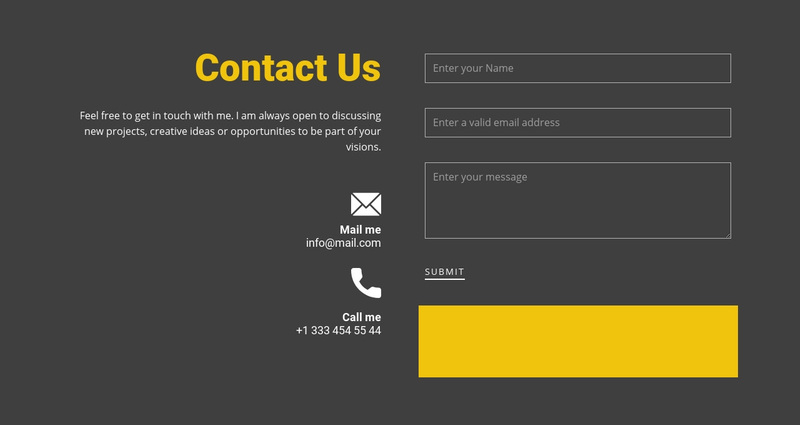 Contact Us
Feel free to get in touch with me. I am always open to discussing
new projects, creative ideas or opportunities to be part of your
visions.
Mail me
info@mail.com
Call me
+1 333 454 55 44
Enter your Name
Enter a valid email address
Enter your message
SUBMIT